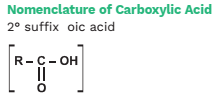 Nomenclature of Carboxylic Acid
2° suffix oic acid
R – C – OH
O